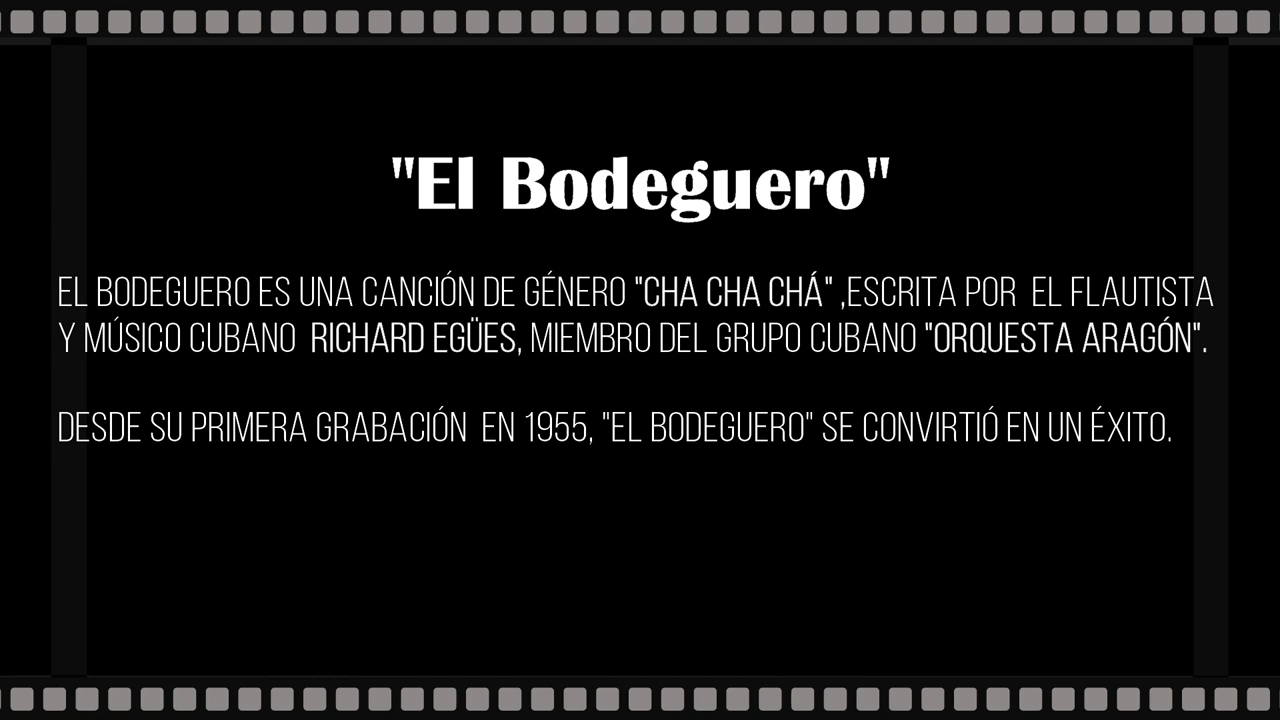 "El Bodeguero"
EL BODEGUERO ES UNA CANCIÓN DE GÉNERO "CHA CHA CHÁ" ,ESCRITA POR EL FLAUTISTA
Y MÚSICO CUBANO RICHARD EGÜES, MIEMBRO DEL GRUPO CUBANO "ORQUESTA ARAGÓN".
DESDE SU PRIMERA GRABACIÓN EN 1955, "EL BODEGUERO" SE CONVIRTIÓ EN UN ÉXITO.